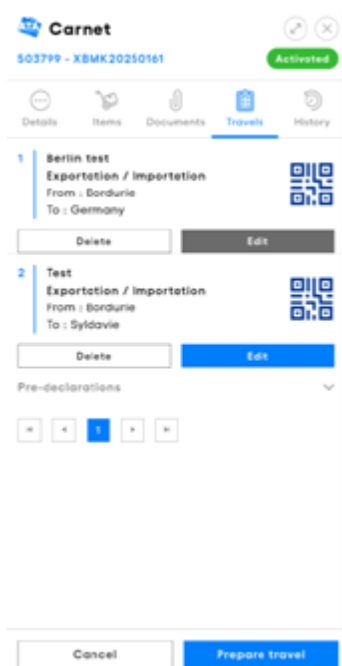 ATA Carnet
503799 - XBMK20250161
Activated
Details Items Documents Travels History
1 Berlin test
Exportation / Importation
From : Bordurie
To : Germany
Delete Edit
2 Test
Exportation / Importation
From : Bordurie
To : Syldavie
Delete Edit
Pre-declarations
1
Cancel Prepare travel